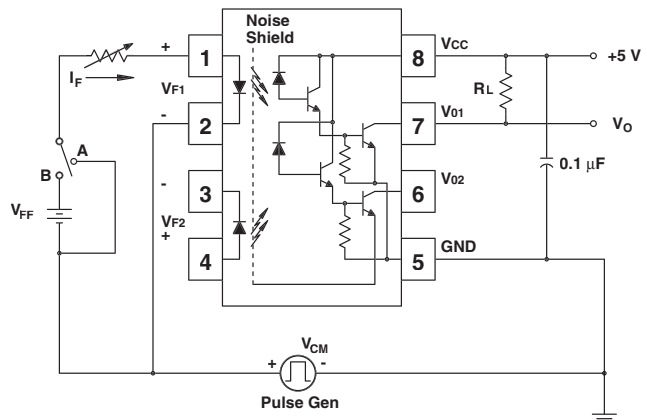 Noise
Shield
+
1
8
VCC
+5 V
IF
VF1
RL
-
2
7
V01
VO
A
B
-
3
6
V02
0.1 µF
VFF
VF2
+
4
5
GND
VCM
+
-
Pulse Gen